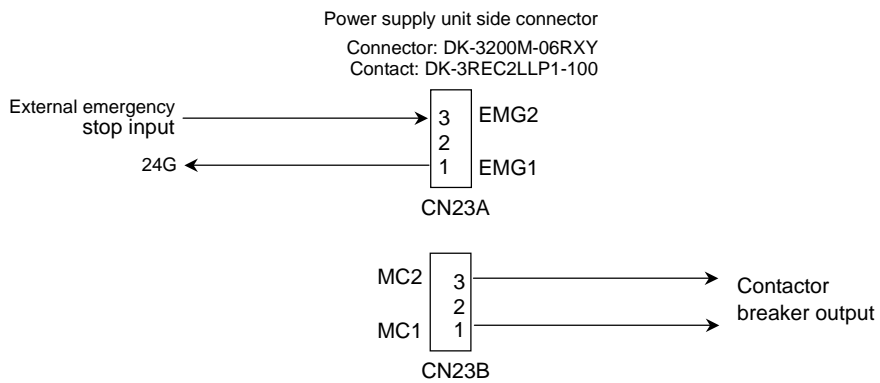 Power supply unit side connector
Connector: DK-3200M-06RXY
Contact: DK-3REC2LLP1-100
External emergency
stop input
3
EMG2
2
24G
1
EMG1
CN23A
MC2
3
Contactor
2
breaker output
MC1
1
CN23B